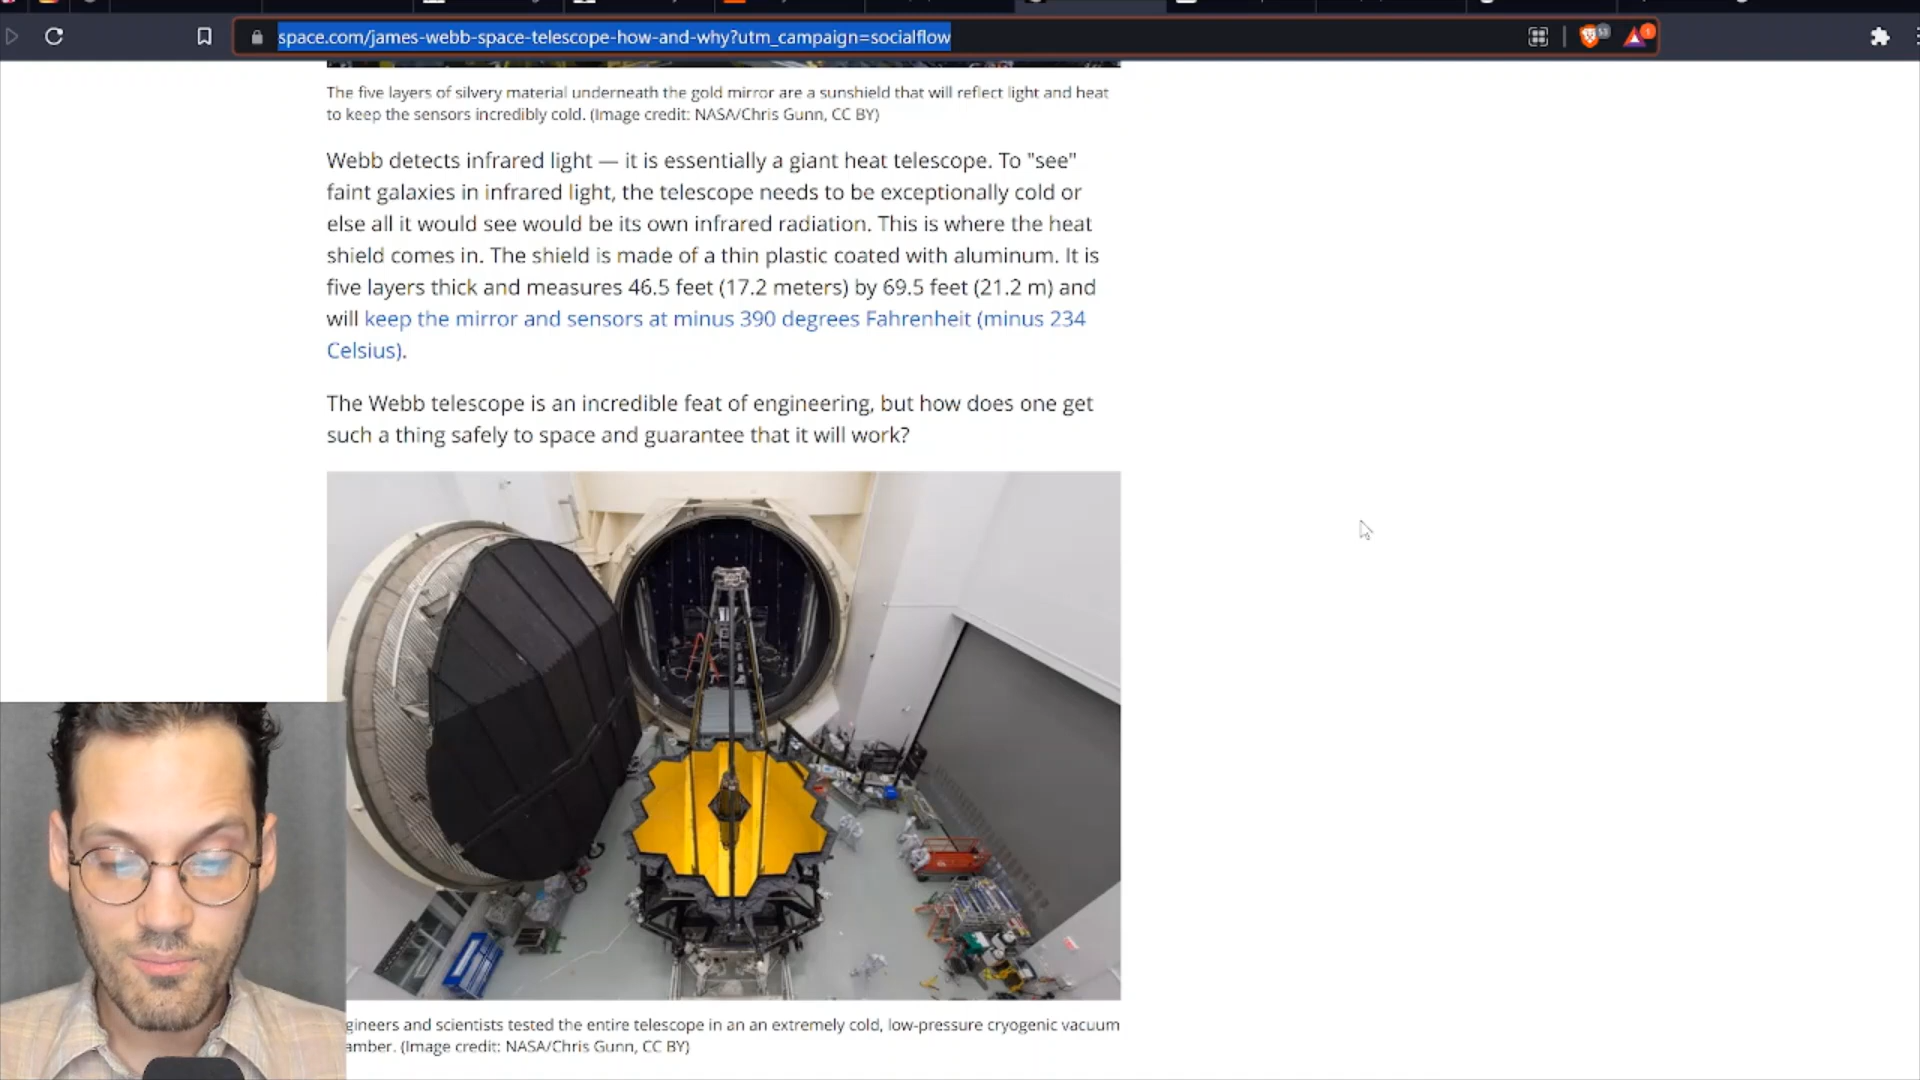 space.com/james-webb-space-telescope-how-and-why?utm_campaign=socialflow
The five layers of silvery material underneath the gold mirror are a sunshield that will reflect light and heat
to keep the sensors incredibly cold. (Image credit: NASA/Chris Gunn, CC BY)
Webb detects infrared light — it is essentially a giant heat telescope. To "see"
faint galaxies in infrared light, the telescope needs to be exceptionally cold or
else all it would see would be its own infrared radiation. This is where the heat
shield comes in. The shield is made of a thin plastic coated with aluminum. It is
five layers thick and measures 46.5 feet (17.2 meters) by 69.5 feet (21.2 m) and
will keep the mirror and sensors at minus 390 degrees Fahrenheit (minus 234
Celsius).
The Webb telescope is an incredible feat of engineering, but how does one get
such a thing safely to space and guarantee that it will work?
gineers and scientists tested the entire telescope in an an extremely cold, low-pressure cryogenic vacuum
amber. (Image credit: NASA/Chris Gunn, CC BY)